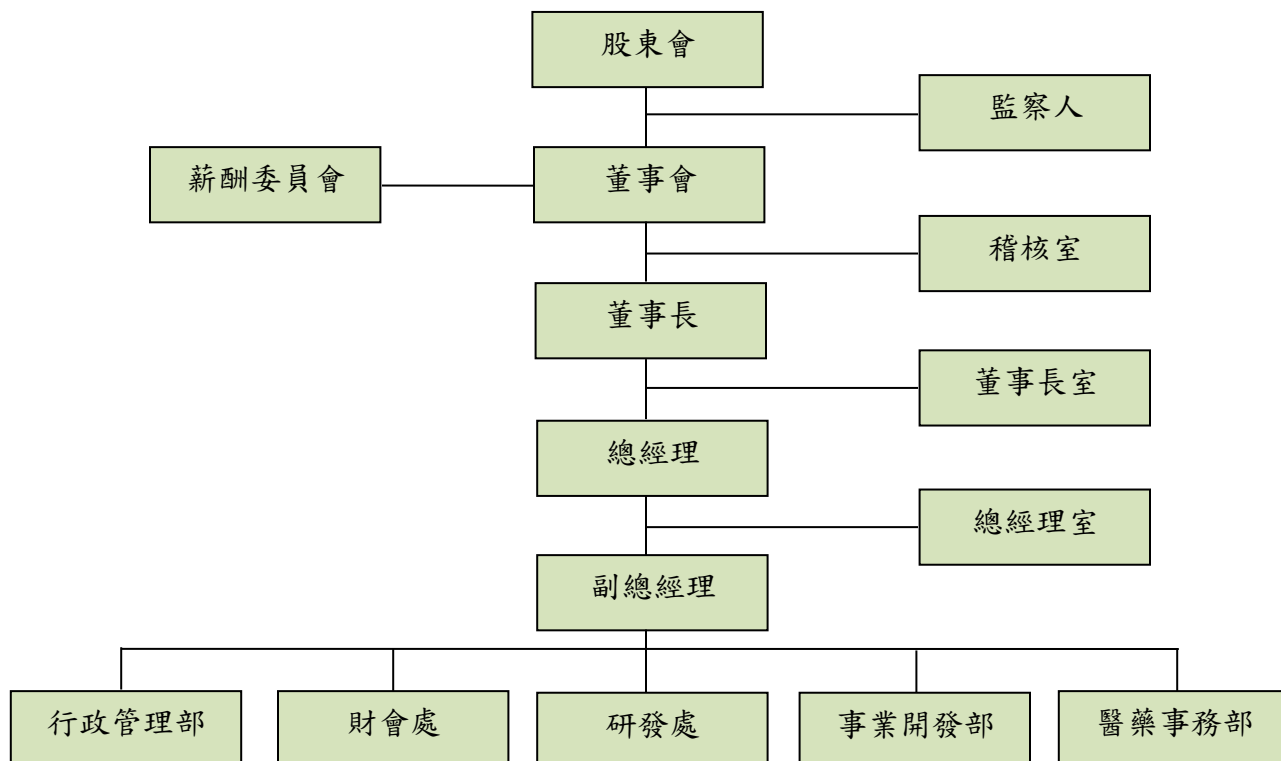 股東會
監察人
薪酬委員會
董事會
稽核室
董事長
董事長室
總經理
總經理室
副總經理
行政管理部
財會處
研發處
事業開發部
醫藥事務部